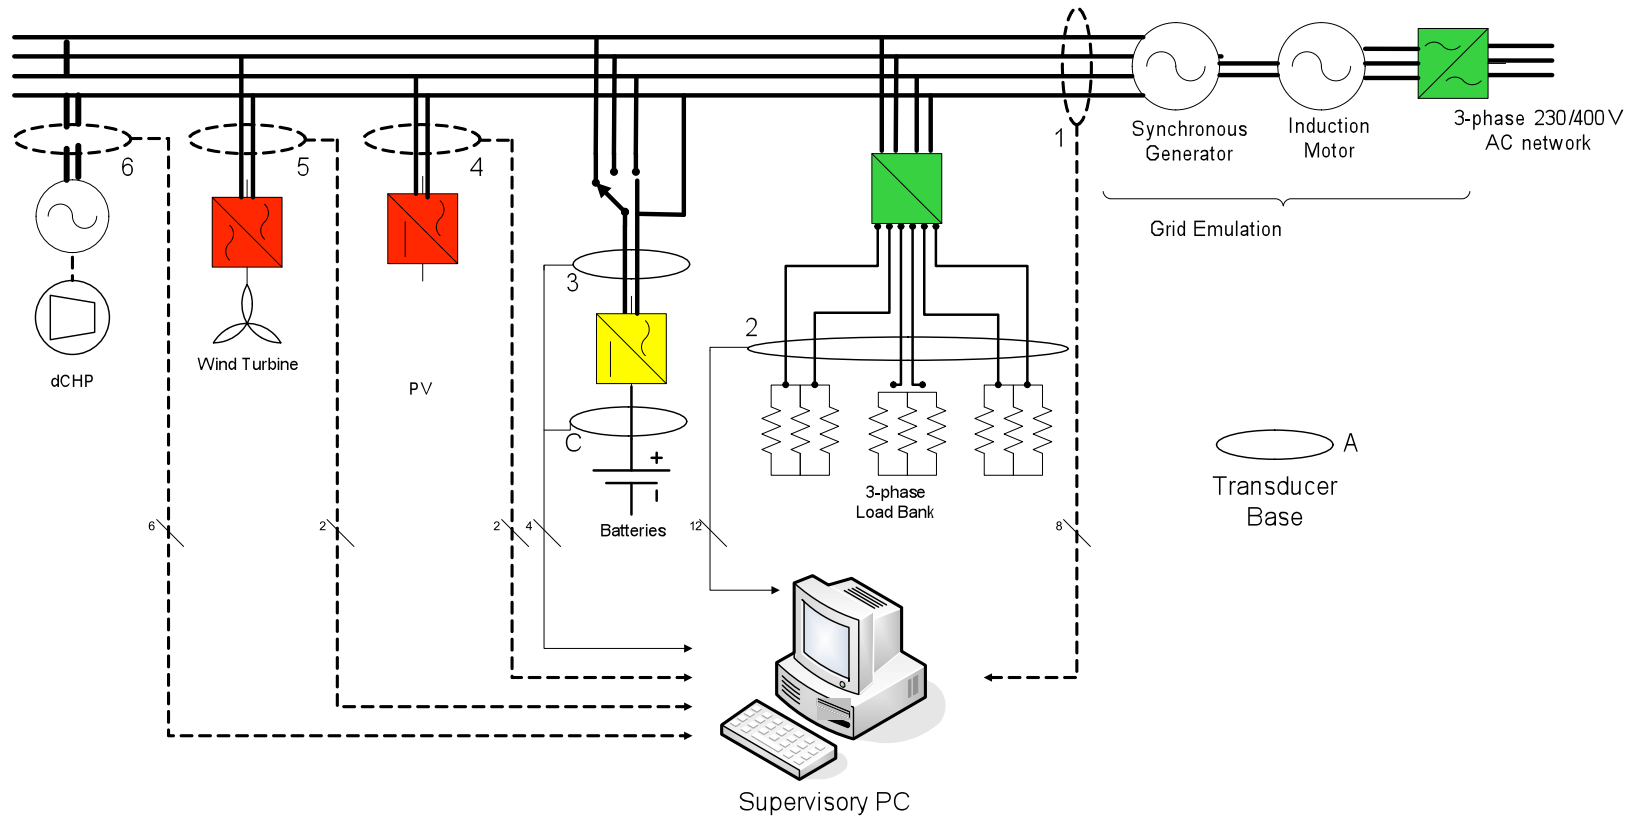 1
Synchronous
Generator
Induction
Motor
3-phase 230/400 V
AC network
Grid Emulation
6
5
4
3
2
dCHP
Wind Turbine
PV
C
+
Batteries
3-phase
Load Bank
A
Transducer
Base
6
2
2
4
12
8
Supervisory PC